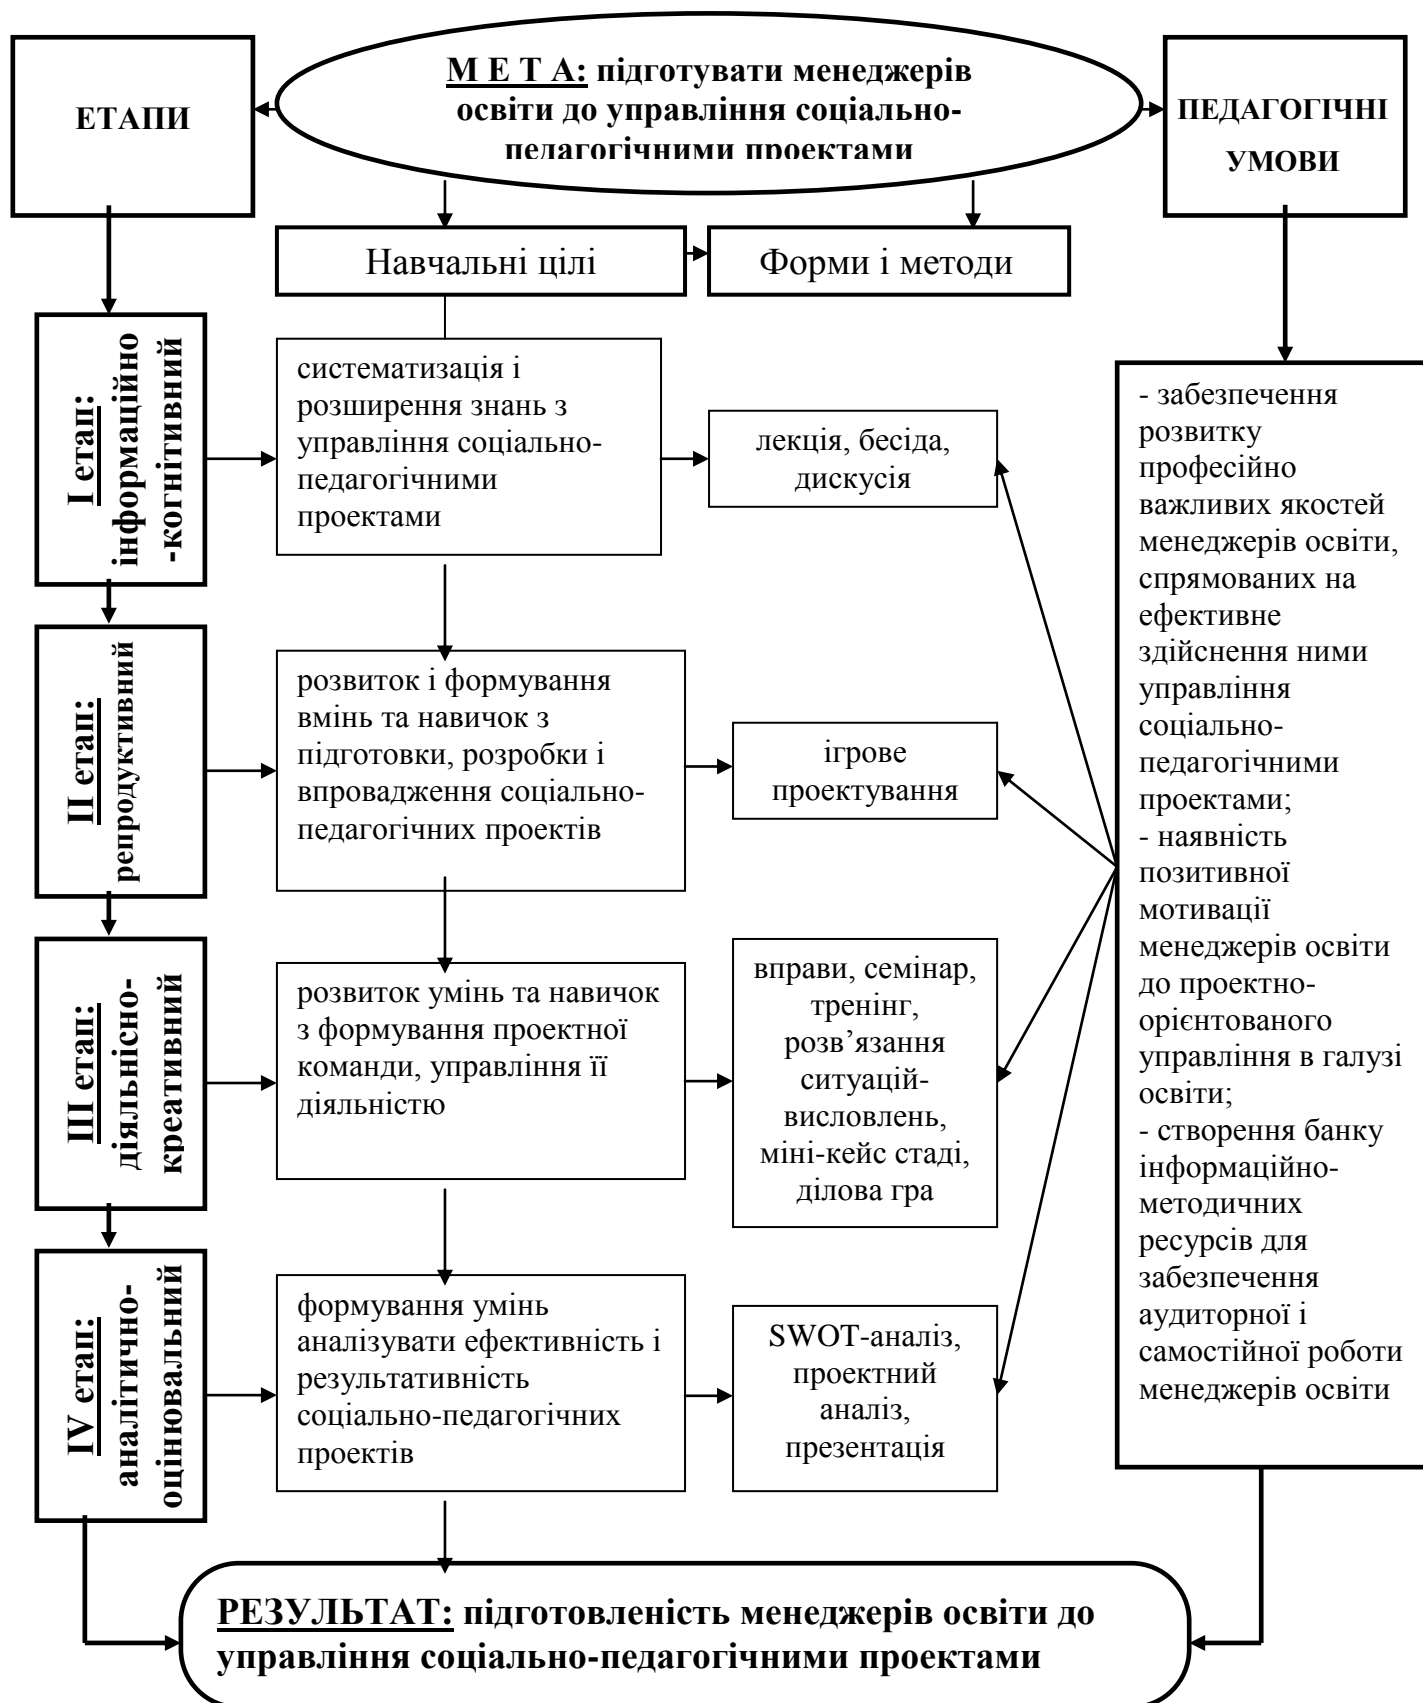 М Е Т А: підготувати менеджерів
освіти до управління соціально-
педагогічними проектами
ЕТАПИ
ПЕДАГОГІЧНІ
УМОВИ
Навчальні цілі
Форми і методи
І етап:
інформаційно
-когнітивний
систематизація і
розширення знань з
управління соціально-
педагогічними
проектами
лекція, бесіда,
дискусія
ІІ етап:
репродуктивний
розвиток і формування
вмінь та навичок з
підготовки, розробки і
впровадження соціально-
педагогічних проектів
ігрове
проектування
ІІІ етап:
діяльнісно-
креативний
розвиток умінь та навичок
з формування проектної
команди, управління її
діяльністю
вправи, семінар,
тренінг,
розв’язання
ситуацій-
висловлень,
міні-кейс стаді,
ділова гра
IV етап:
аналітично-
оцінювальний
формування умінь
аналізувати ефективність і
результативність
соціально-педагогічних
проектів
SWOT-аналіз,
проектний
аналіз,
презентація
- забезпечення
розвитку
професійно
важливих якостей
менеджерів освіти,
спрямованих на
ефективне
здійснення ними
управління
соціально-
педагогічними
проектами;
- наявність
позитивної
мотивації
менеджерів освіти
до проектно-
орієнтованого
управління в галузі
освіти;
- створення банку
інформаційно-
методичних
ресурсів для
забезпечення
аудиторної і
самостійної роботи
менеджерів освіти
РЕЗУЛЬТАТ: підготовленість менеджерів освіти до
управління соціально-педагогічними проектами